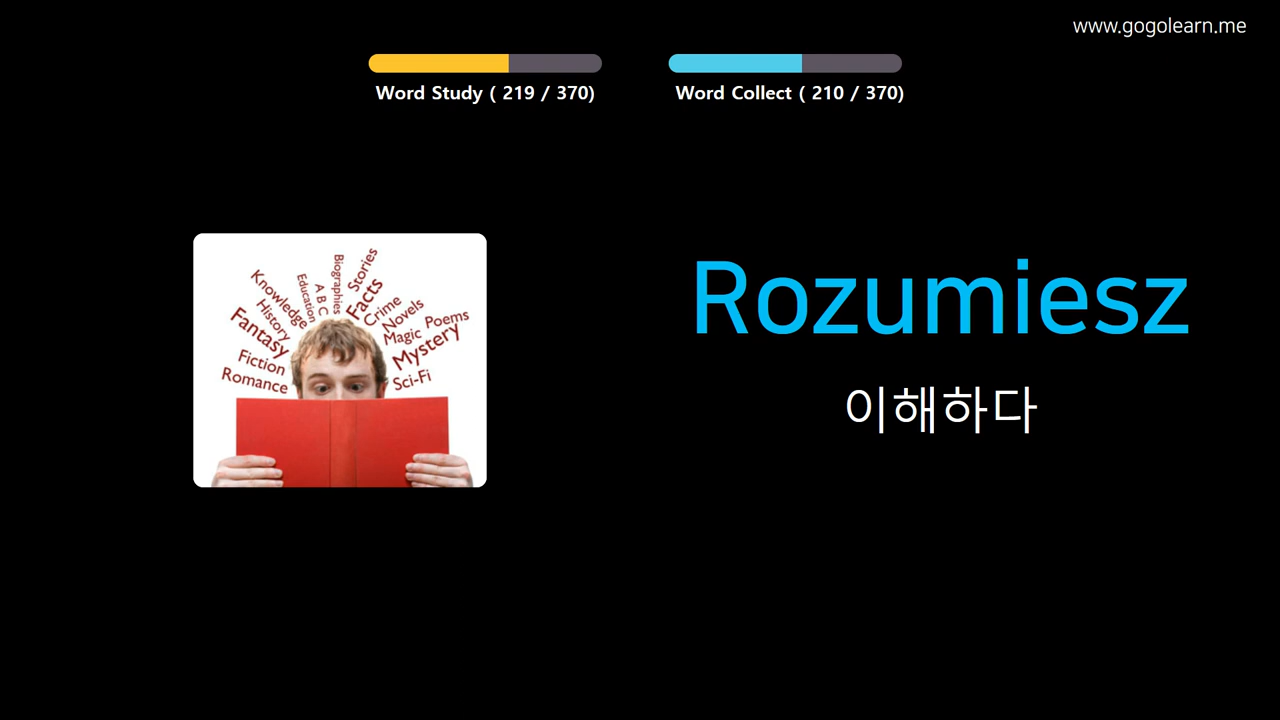 www.gogolearn.me
Word Study ( 219 / 370)
Word Collect ( 210 / 370)
Rozumiesz
이해하다
Knowledge
History
Fantasy
Fiction
Romance
Education
A B C
Biographies
Stories
Facts
Crime
Novels
Magic
Poems
Mystery
Sci-Fi